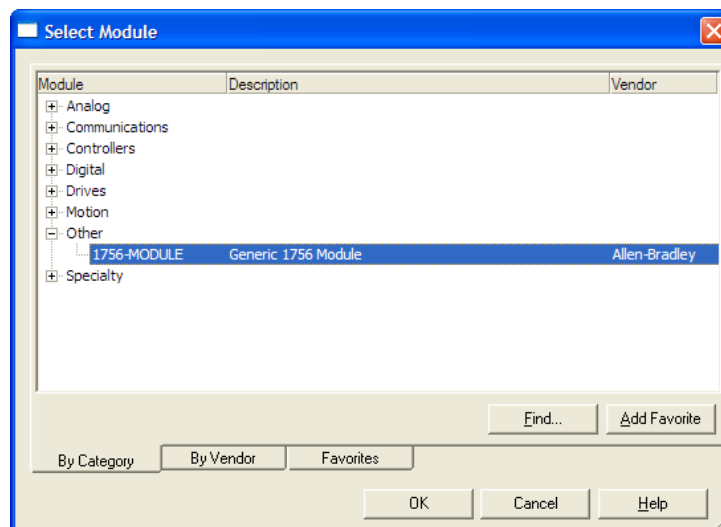 Select Module
Module Description Vendor
Analog
Communications
Controllers
Digital
Drives
Motion
Other
1756-MODULE Generic 1756 Module Allen-Bradley
Specialty
Find... Add Favorite
By Category By Vendor Favorites
OK Cancel Help